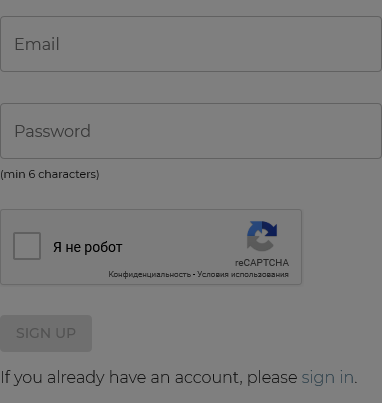 Email
Password
(min 6 characters)
Я не робот
reCAPTCHA
Конфиденциальность - Условия использования
SIGN UP
If you already have an account, please sign in.